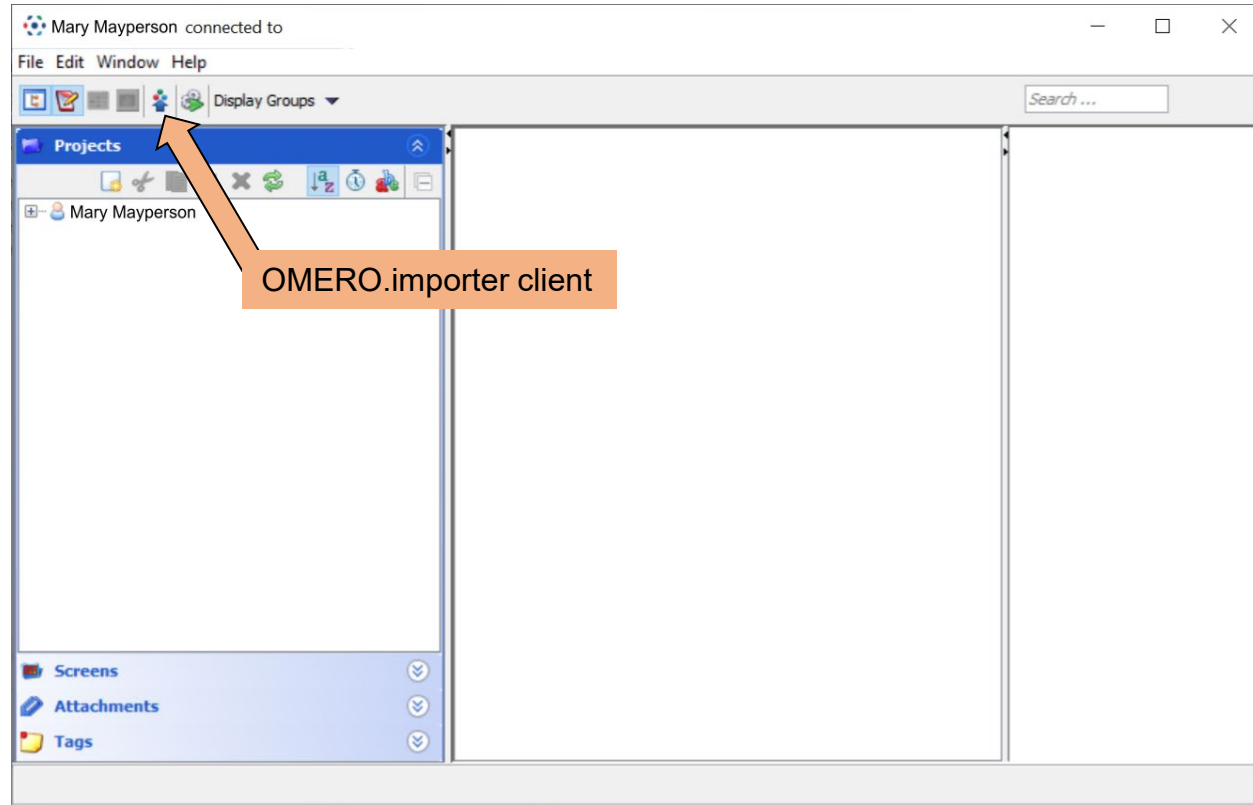 Mary Mayperson connected to
File Edit Window Help
Display Groups
Search ...
Projects
Mary Mayperson
OMERO.importer client
Screens
Attachments
Tags